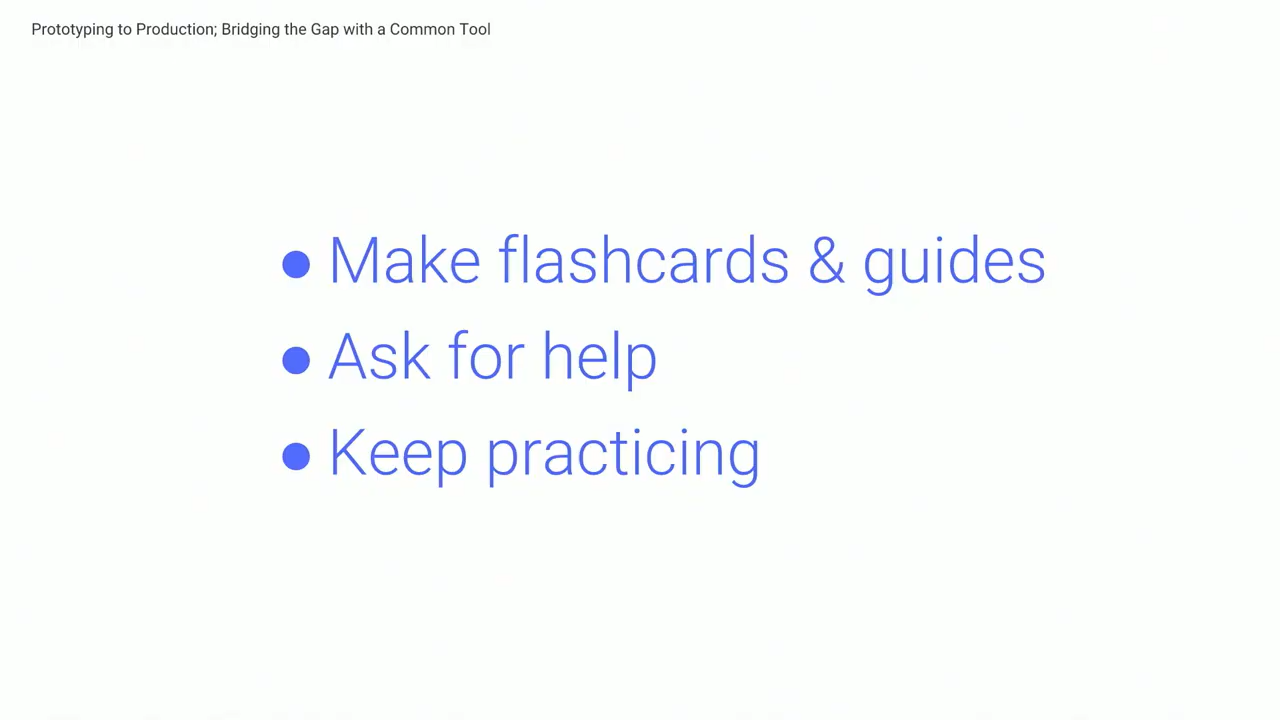 Prototyping to Production; Bridging the Gap with a Common Tool
● Make flashcards & guides
● Ask for help
● Keep practicing